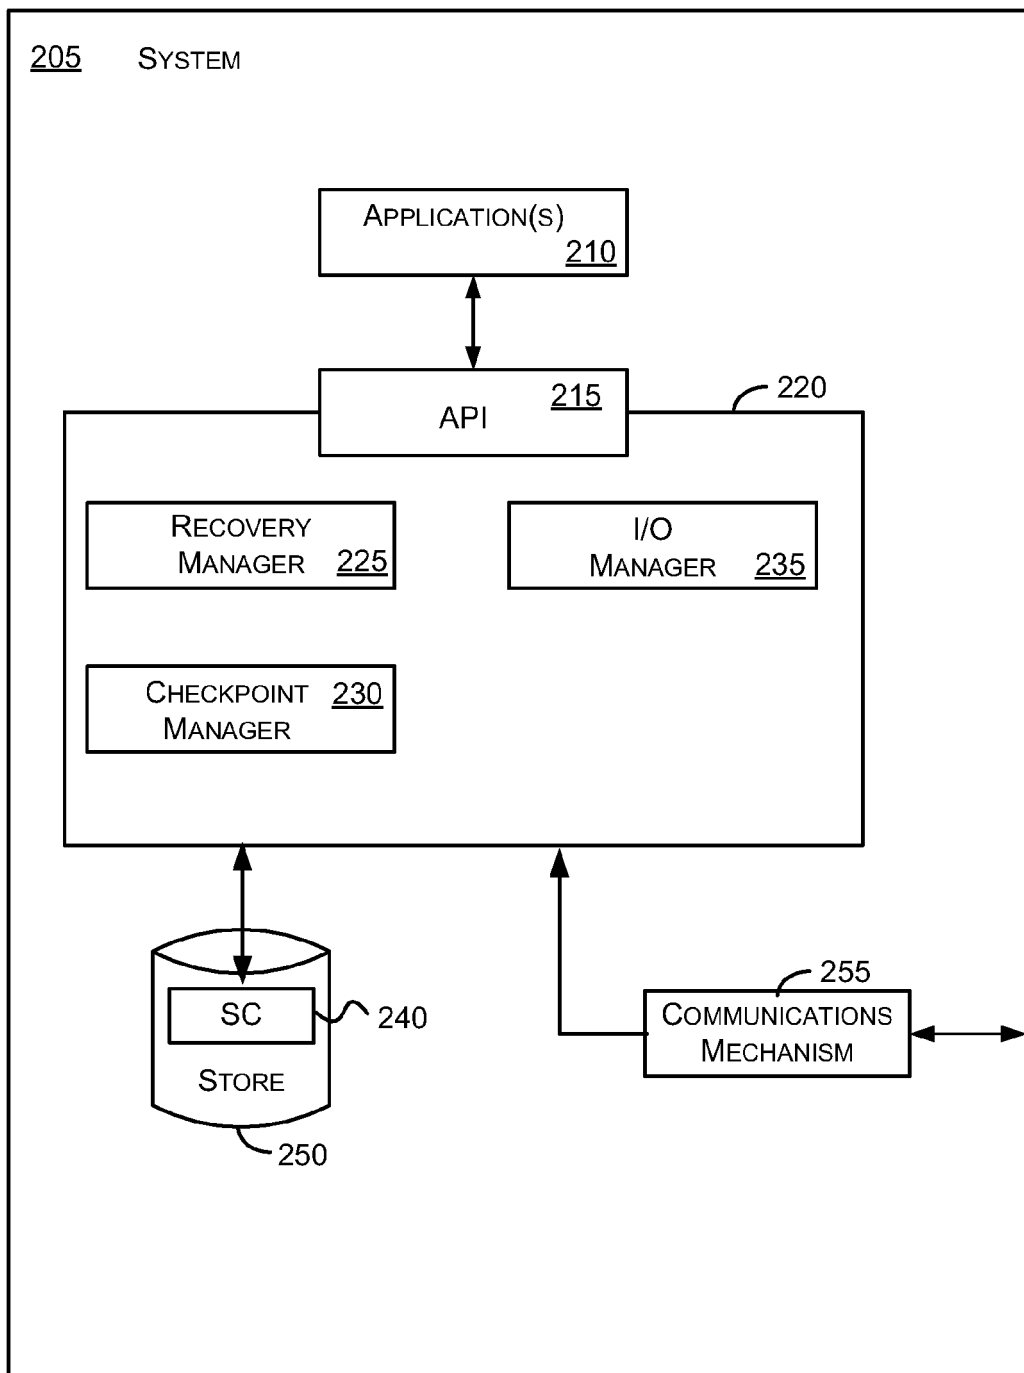 205 SYSTEM
APPLICATION(S)
210
215
API
220
RECOVERY
MANAGER 225
I/O
MANAGER 235
CHECKPOINT 230
MANAGER
SC
240
STORE
250
255
COMMUNICATIONS
MECHANISM